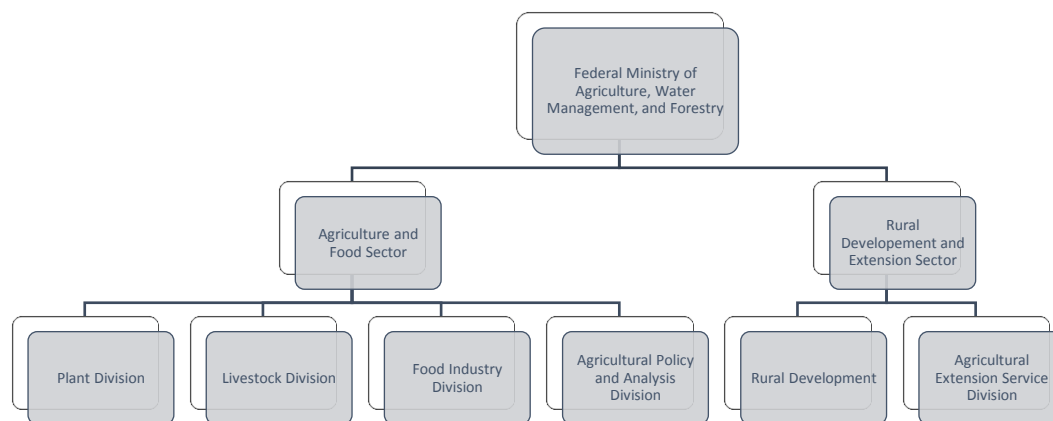 Federal Ministry of
Agriculture, Water
Management, and Forestry
Agriculture and
Food Sector
Rural
Developement and
Extension Sector
Plant Division
Livestock Division
Food Industry
Division
Agricultural Policy
and Analysis
Division
Rural Development
Agricultural
Extension Service
Division